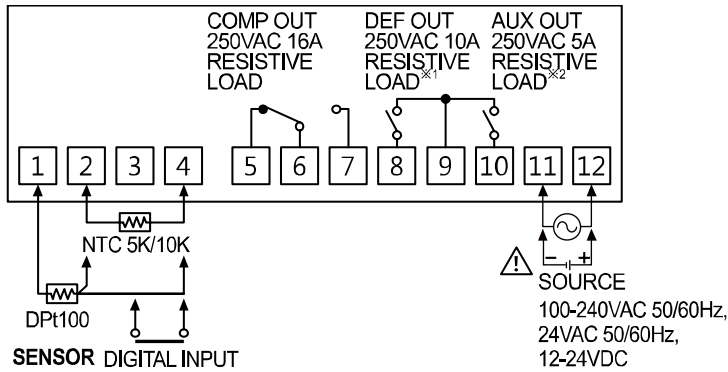 COMP OUT
250VAC 16A
RESISTIVE
LOAD
DEF OUT
250VAC 10A
RESISTIVE
LOAD※1
AUX OUT
250VAC 5A
RESISTIVE
LOAD※2
1 2 3 4 5 6 7 8 9 10 11 12
NTC 5K/10K
DPt100
SENSOR DIGITAL INPUT
− +
SOURCE
100-240VAC 50/60Hz,
24VAC 50/60Hz,
12-24VDC